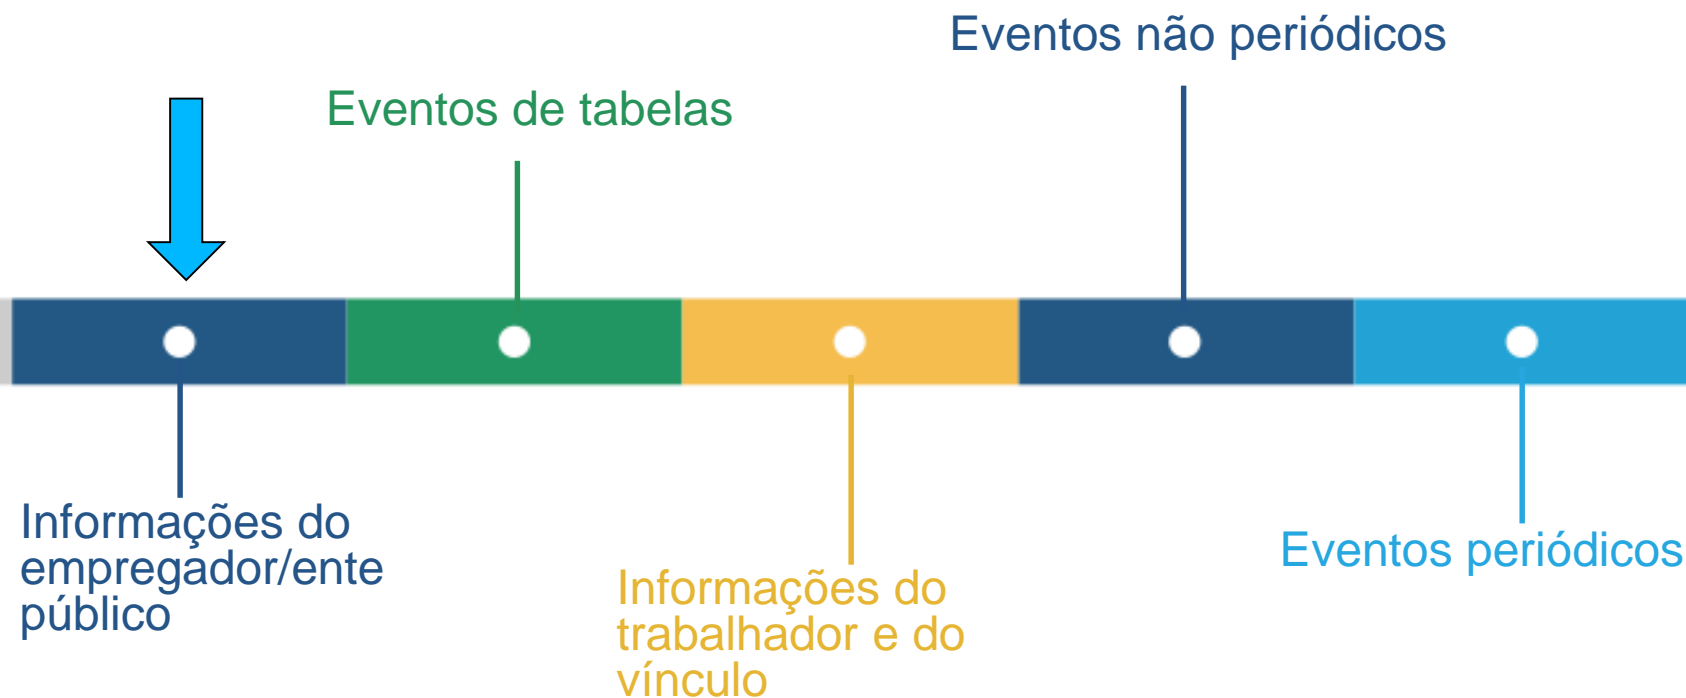 Eventos não periódicos
Eventos de tabelas
Informações do
empregador/ente
público
Informações do
trabalhador e do
vínculo
Eventos periódicos